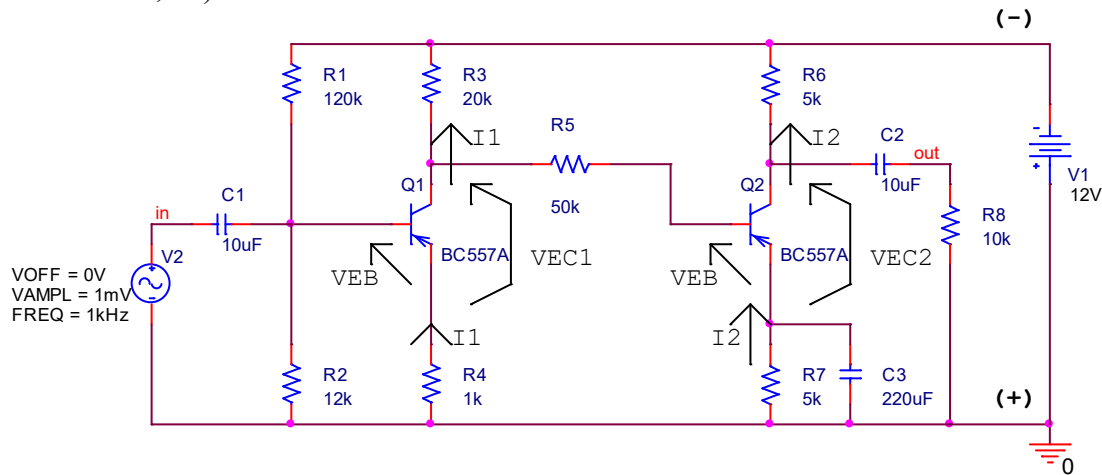 (-)
R1
120k
R3
20k
R6
5k
I1
R5
I2
C2
out
10uF
V1
12V
Q1
50k
Q2
C1
in
10uF
V2
BC557A
VEB
VEC1
BC557A
VEB
VEC2
R8
10k
VOFF = 0V
VAMPL = 1mV
FREQ = 1kHz
I1
I2
R2
12k
R4
1k
R7
5k
C3
220uF
(+)
0